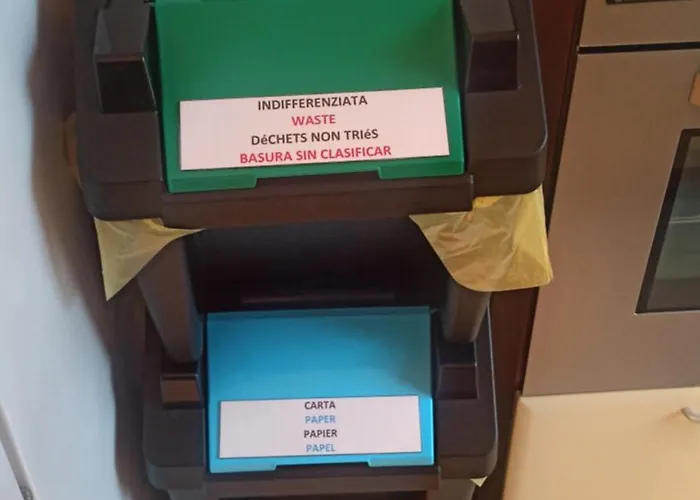 INDIFFERENZIATA
WASTE
DéCHETS NON TRIéS
BASURA SIN CLASIFICAR
CARTA
PAPER
PAPIER
PAPEL